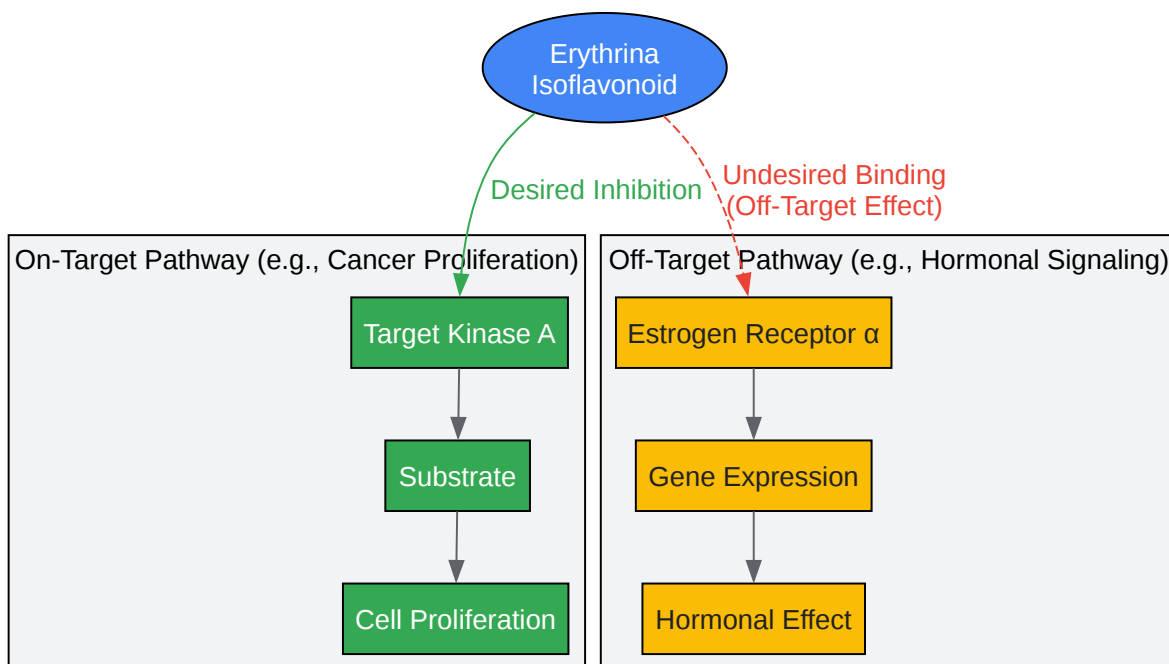 Erythrina
Isoflavonoid
Desired Inhibition
Undesired Binding
(Off-Target Effect)
On-Target Pathway (e.g., Cancer Proliferation)
Target Kinase A
Substrate
Cell Proliferation
Off-Target Pathway (e.g., Hormonal Signaling)
Estrogen Receptor α
Gene Expression
Hormonal Effect